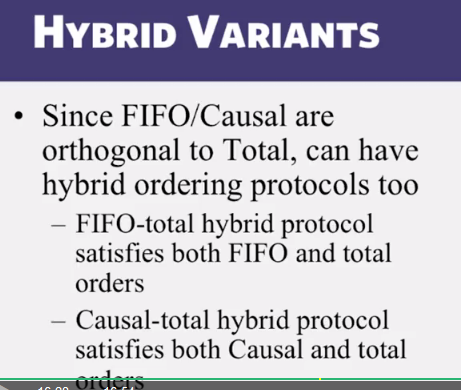 HYBRID VARIANTS
• Since FIFO/Causal are
orthogonal to Total, can have
hybrid ordering protocols too
– FIFO-total hybrid protocol
satisfies both FIFO and total
orders
– Causal-total hybrid protocol
satisfies both Causal and total
orders